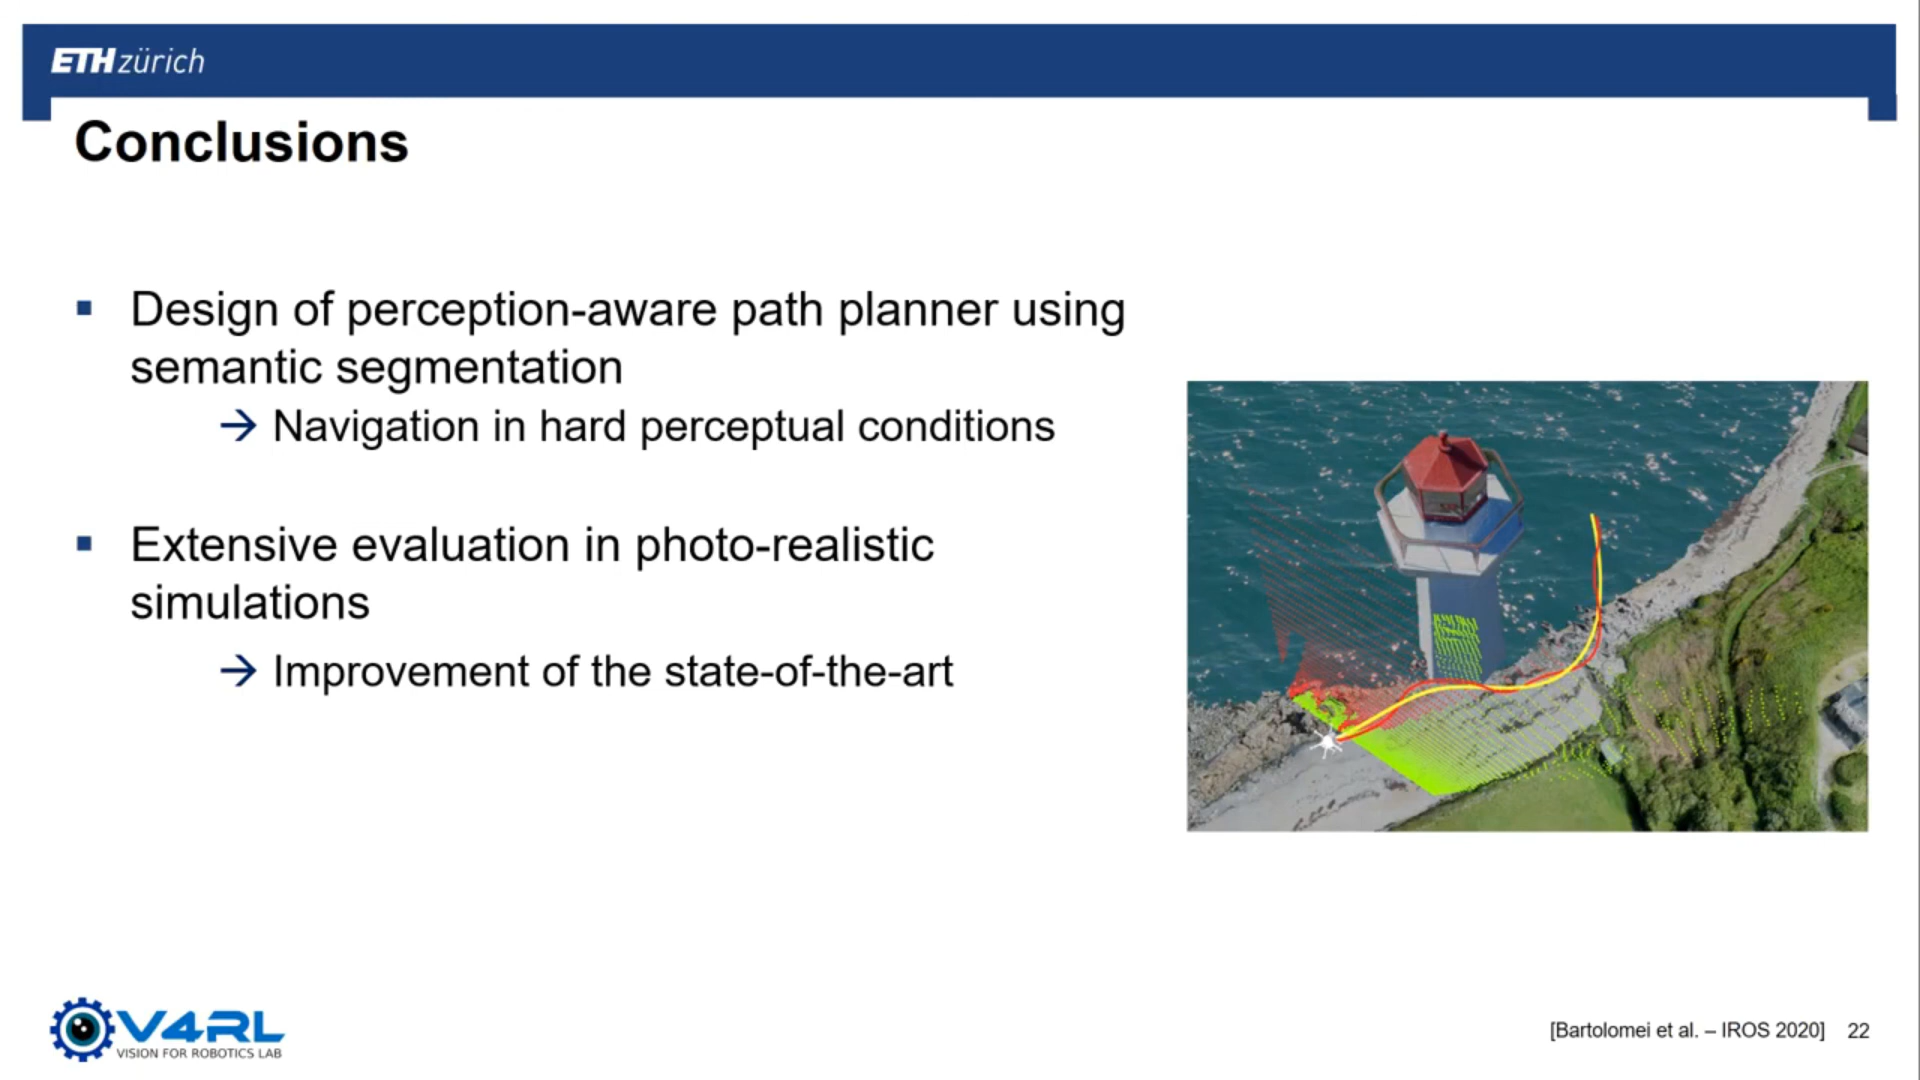 ETH zürich
Conclusions
▪ Design of perception-aware path planner using
semantic segmentation
→ Navigation in hard perceptual conditions
▪ Extensive evaluation in photo-realistic
simulations
→ Improvement of the state-of-the-art
V4RL
VISION FOR ROBOTICS LAB
[Bartolomei et al. – IROS 2020] 22